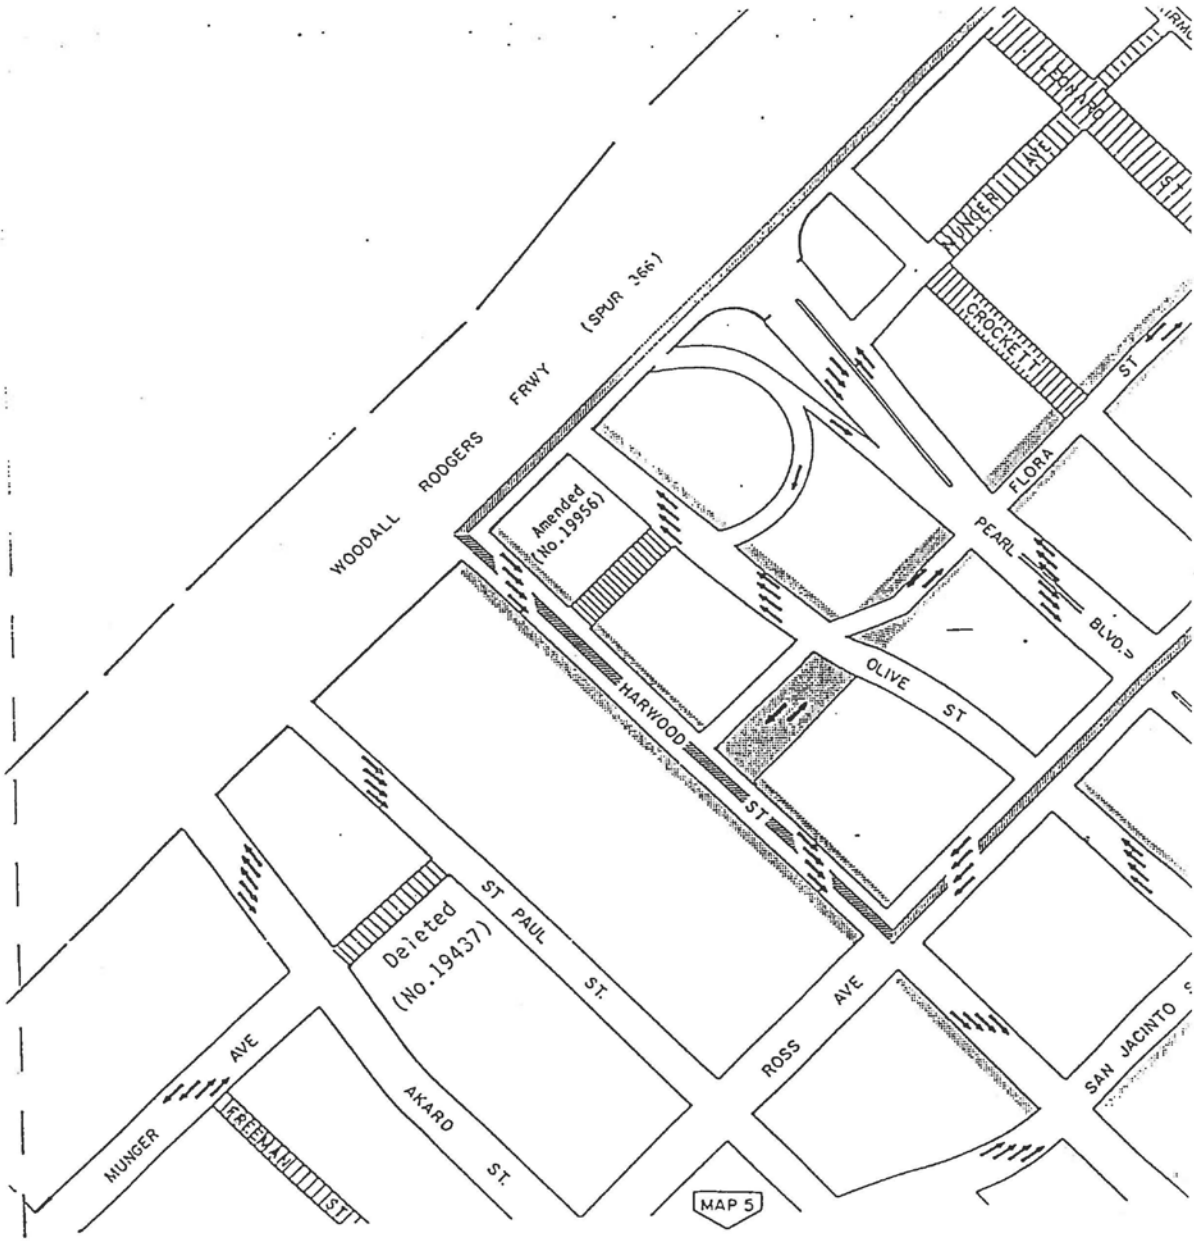 LEONARD
ST
MUNGER AVE
(SPUR 366)
CROCKETT
ST
FLORA
WOODALL RODGERS FRWY
Amended
(No.19956)
PEARL BLVD.
OLIVE ST
HARWOOD ST
ST PAUL ST.
Deleted
(No.19437)
ROSS AVE
SAN JACINTO
MUNGER AVE
AKARD ST.
FREEMAN ST
MAP 5